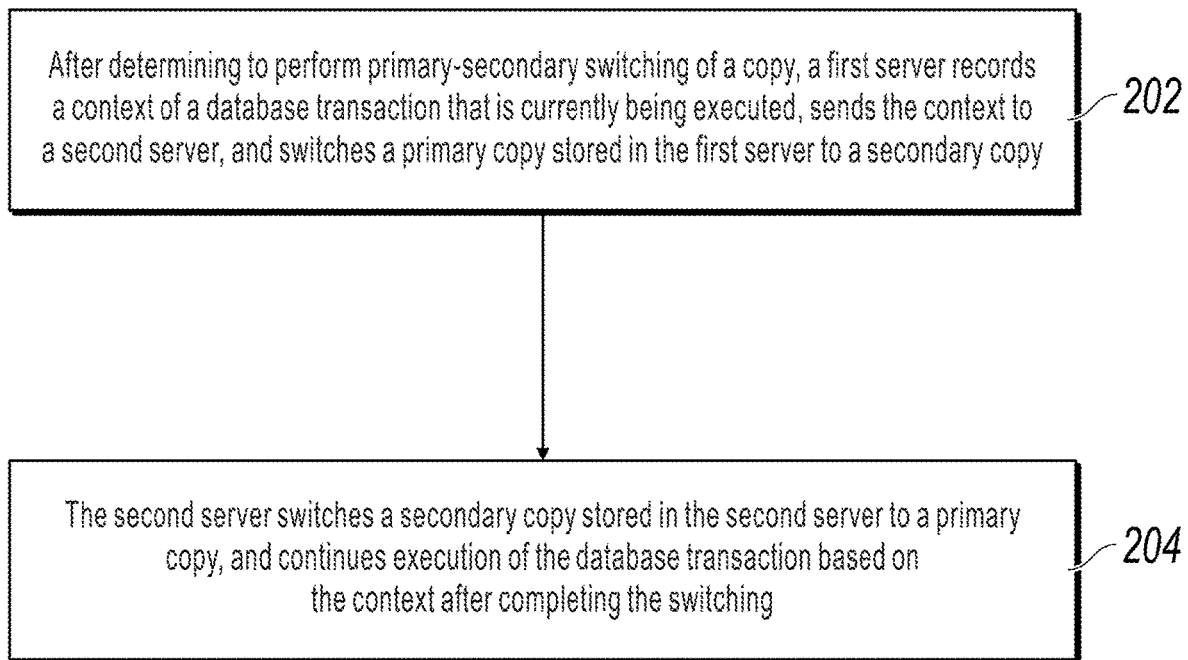 After determining to perform primary-secondary switching of a copy, a first server records
a context of a database transaction that is currently being executed, sends the context to
a second server, and switches a primary copy stored in the first server to a secondary copy
202
The second server switches a secondary copy stored in the second server to a primary
copy, and continues execution of the database transaction based on
the context after completing the switching
204